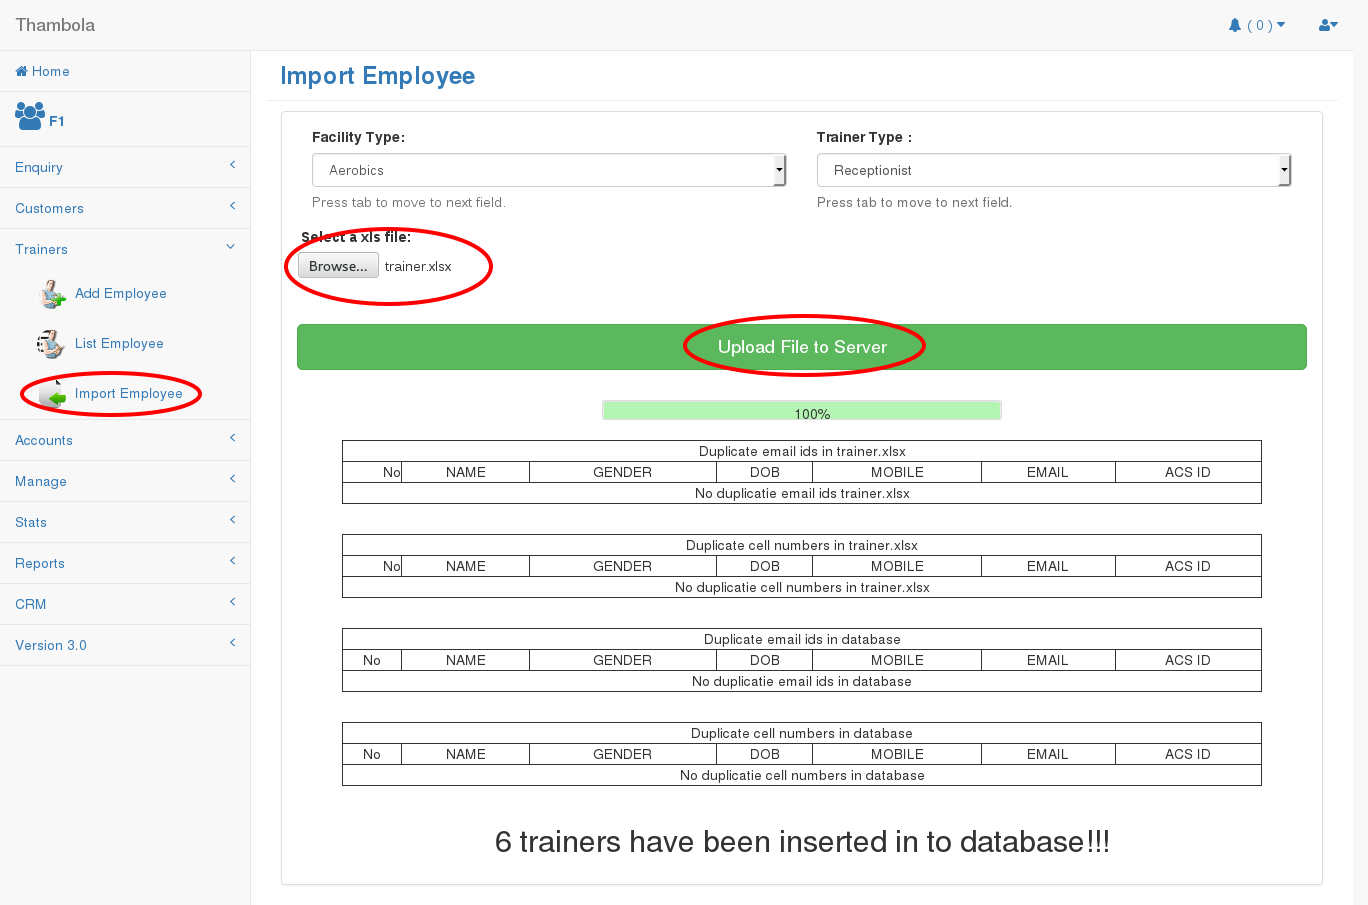 Thambola
( 0 )
Home
F1
Enquiry
Customers
Trainers
Add Employee
List Employee
Import Employee
Accounts
Manage
Stats
Reports
CRM
Version 3.0
Import Employee
Facility Type: Trainer Type :
Aerobics Receptionist
Press tab to move to next field. Press tab to move to next field.
Select a xls file:
Browse... trainer.xlsx
Upload File to Server
100%
Duplicate email ids in trainer.xlsx
No NAME GENDER DOB MOBILE EMAIL ACS ID
No duplicatie email ids trainer.xlsx
Duplicate cell numbers in trainer.xlsx
No NAME GENDER DOB MOBILE EMAIL ACS ID
No duplicatie cell numbers in trainer.xlsx
Duplicate email ids in database
No NAME GENDER DOB MOBILE EMAIL ACS ID
No duplicatie email ids in database
Duplicate cell numbers in database
No NAME GENDER DOB MOBILE EMAIL ACS ID
No duplicatie cell numbers in database
6 trainers have been inserted in to database!!!